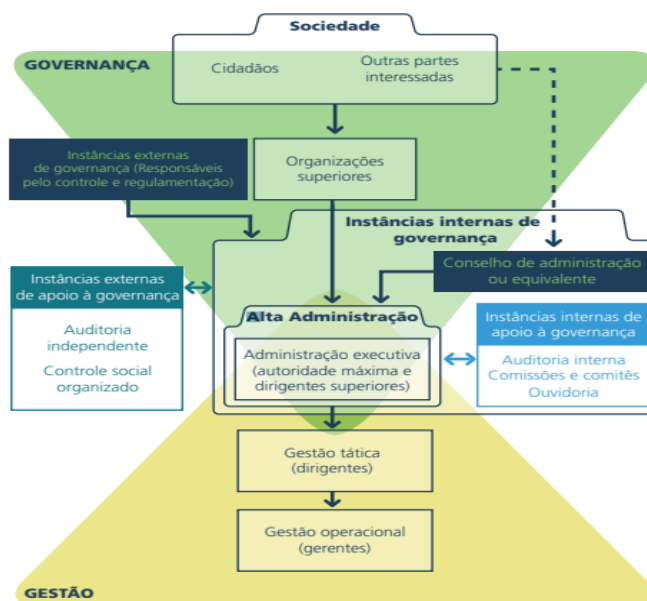 Sociedade
GOVERNANÇA
Cidadãos
Outras partes
interessadas
Instâncias externas
de governança (Responsáveis
pelo controle e regulamentação)
Organizações
superiores
Instâncias internas de
governança
Conselho de administração
ou equivalente
Instâncias externas
de apoio à governança
Auditoria
independente
Controle social
organizado
Alta Administração
Administração executiva
(autoridade máxima e
dirigentes superiores)
Instâncias internas de
apoio à governança
Auditoria interna
Comissões e comitês
Ouvidoria
Gestão tática
(dirigentes)
Gestão operacional
(gerentes)
GESTÃO